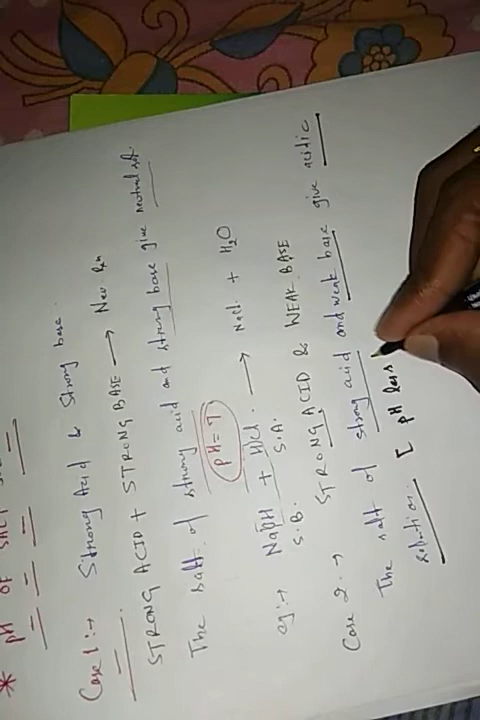 * pH OF SALT
Case 1 :→ Strong Acid & Strong base.
STRONG ACID + STRONG BASE → Neu. Rxn
The salt of strong acid and strong base give neutral sol.
pH = 7
eg :→ NaOH + HCl. → NaCl. + H2O
S.B. S.A.
Case 2. → STRONG ACID & WEAK BASE
The salt of strong acid and weak base give acidic
solution. [ pH less